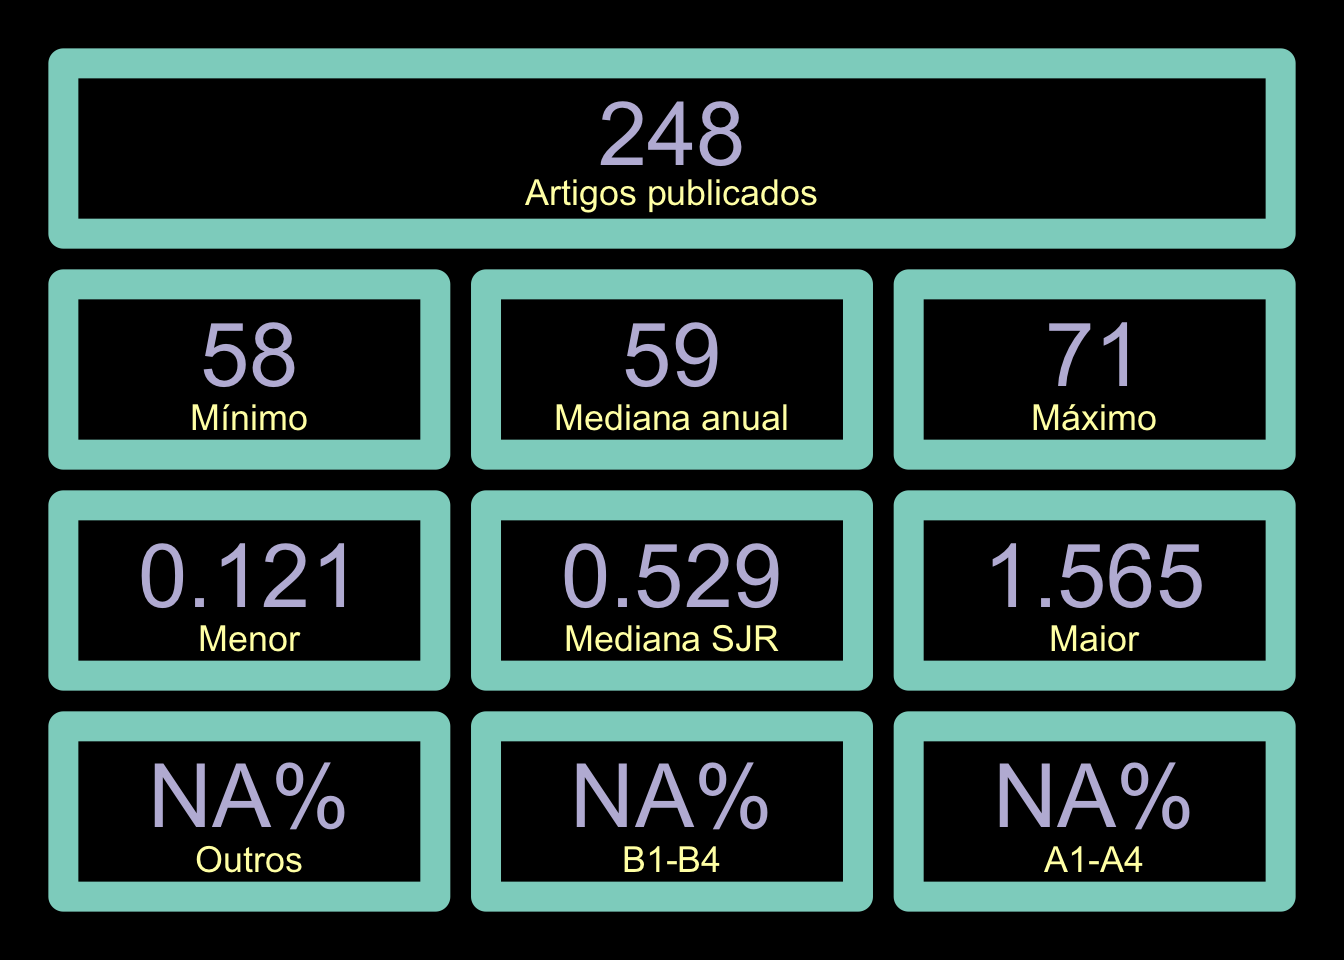 248
Artigos publicados
58
Mínimo
59
Mediana anual
71
Máximo
0.121
Menor
0.529
Mediana SJR
1.565
Maior
NA%
Outros
NA%
B1-B4
NA%
A1-A4